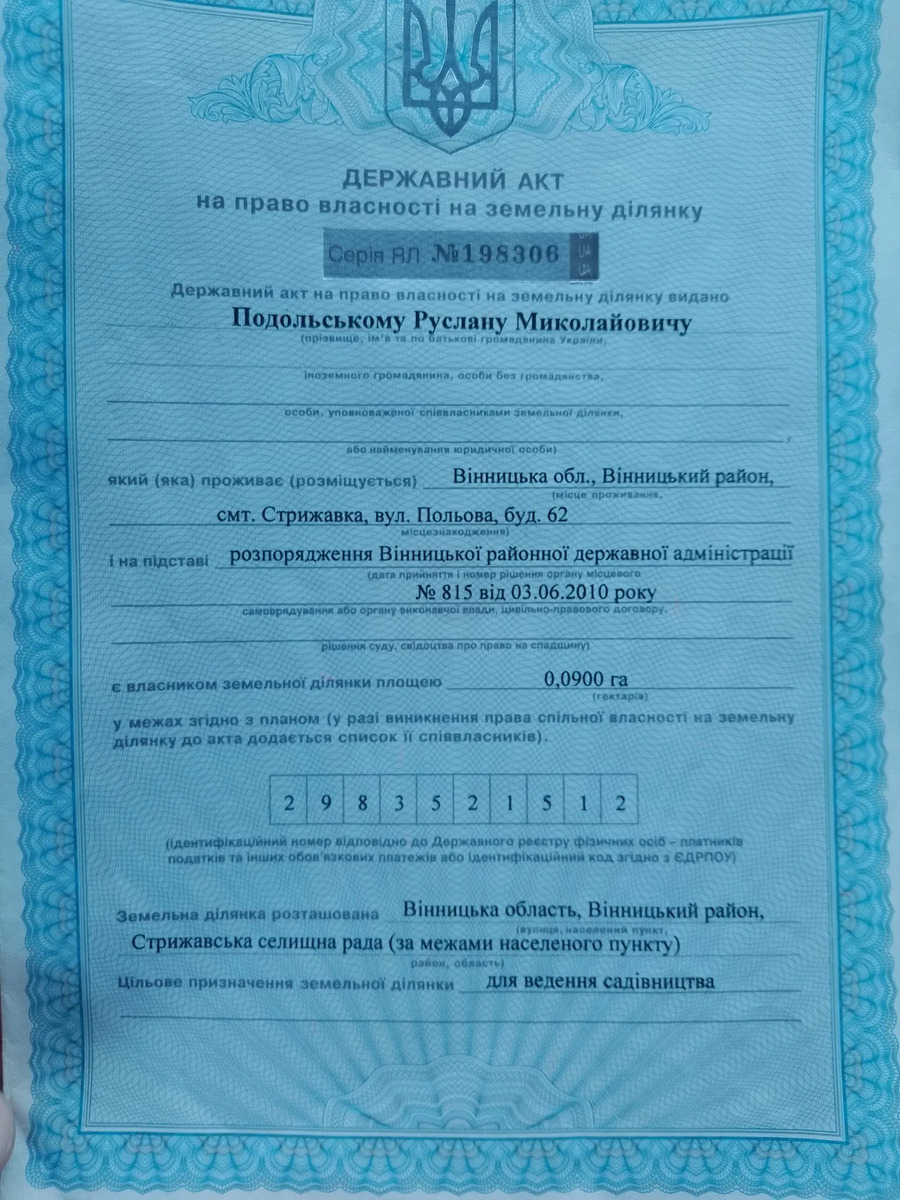 ДЕРЖАВНИЙ АКТ
на право власності на земельну ділянку
Серія ЯЛ №198306
Державний акт на право власності на земельну ділянку видано
Подольському Руслану Миколайовичу
(прізвище, ім'я та по батькові громадянина України,
іноземного громадянина, особи без громадянства,
особи, уповноваженої співвласниками земельної ділянки,
або найменування юридичної особи)
який (яка) проживає (розміщується) Вінницька обл., Вінницький район,
(місце проживання,
смт. Стрижавка, вул. Польова, буд. 62
місцезнаходження)
і на підставі розпорядження Вінницької районної державної адміністрації
(дата прийняття і номер рішення органу місцевого
№ 815 від 03.06.2010 року
самоврядування або органу виконавчої влади, цивільно-правового договору,
рішення суду, свідоцтва про право на спадщину)
є власником земельної ділянки площею 0,0900 га
(гектарів)
у межах згідно з планом (у разі виникнення права спільної власності на земельну
ділянку до акта додається список її співвласників).
2 9 8 3 5 2 1 5 1 2
(ідентифікаційний номер відповідно до Державного реєстру фізичних осіб – платників
податків та інших обов'язкових платежів або ідентифікаційний код згідно з ЄДРПОУ)
Земельна ділянка розташована Вінницька область, Вінницький район,
(вулиця, населений пункт,
Стрижавська селищна рада (за межами населеного пункту)
район, область)
Цільове призначення земельної ділянки для ведення садівництва